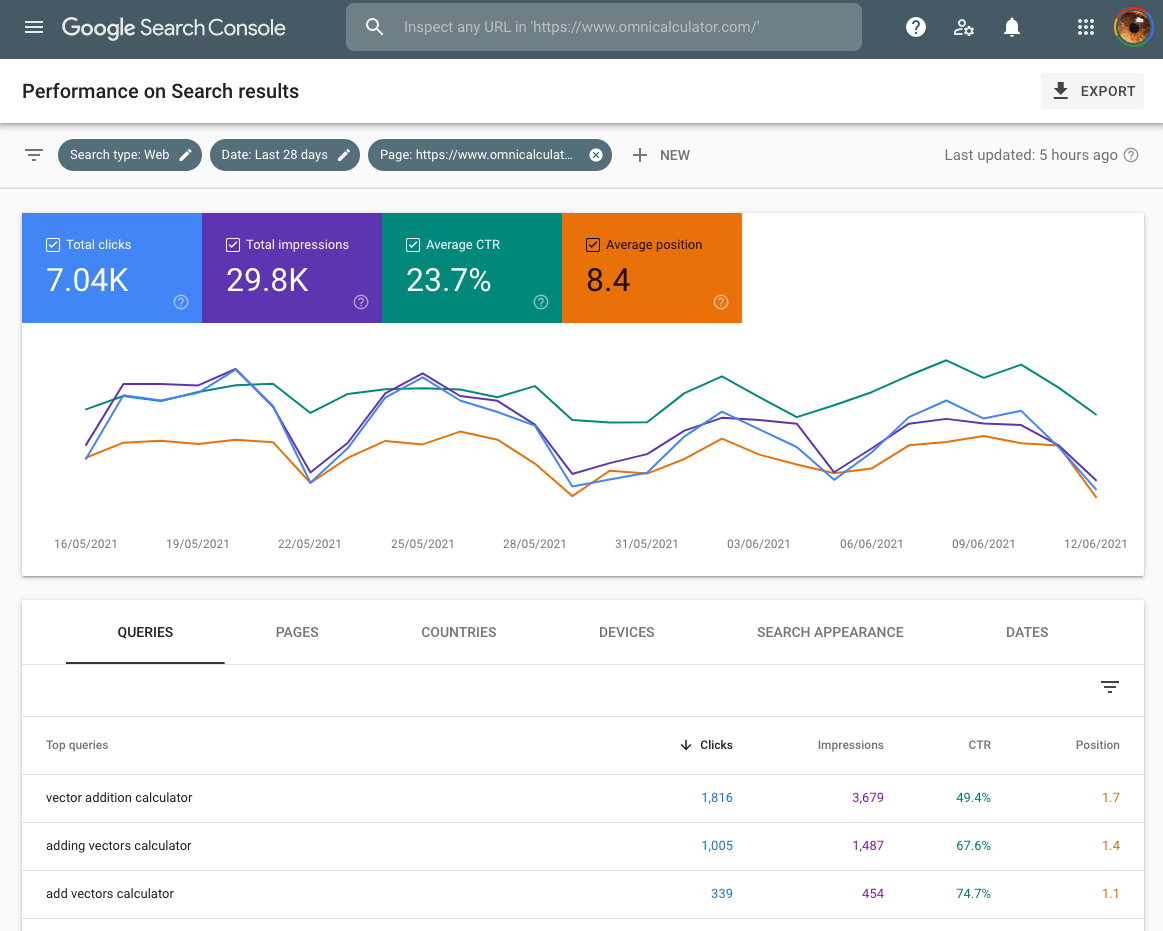 Google Search Console
Inspect any URL in 'https://www.omnicalculator.com/'
Performance on Search results
EXPORT
Search type: Web
Date: Last 28 days
Page: https://www.omnicalculat...
NEW
Last updated: 5 hours ago
Total clicks
7.04K
Total impressions
29.8K
Average CTR
23.7%
Average position
8.4
16/05/2021 19/05/2021 22/05/2021 25/05/2021 28/05/2021 31/05/2021 03/06/2021 06/06/2021 09/06/2021 12/06/2021
QUERIES PAGES COUNTRIES DEVICES SEARCH APPEARANCE DATES
Top queries Clicks Impressions CTR Position
vector addition calculator 1,816 3,679 49.4% 1.7
adding vectors calculator 1,005 1,487 67.6% 1.4
add vectors calculator 339 454 74.7% 1.1